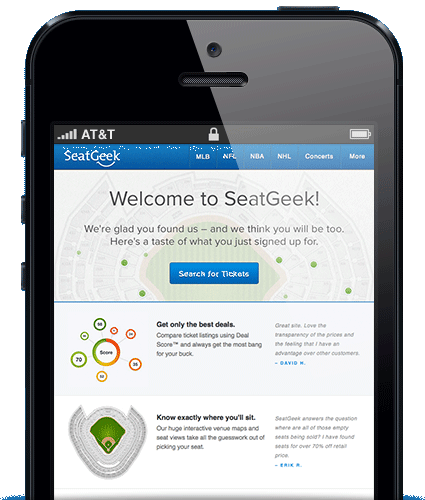 AT&T
SeatGeek
MLB NFL NBA NHL Concerts More
Welcome to SeatGeek!
We're glad you found us – and we think you will be too.
Here's a taste of what you just signed up for.
Search for Tickets
Get only the best deals.
Compare ticket listings using Deal
Score™ and always get the most bang
for your buck.
Great site. Love the
transparency of the prices and
the feeling that I have an
advantage over other customers.
– DAVID H.
Score
70
Know exactly where you'll sit.
Our huge interactive venue maps and
seat views take all the guesswork out of
picking your seat.
SeatGeek answers the question
where are all of those empty
seats being sold? I have found
seats for over 70% off retail
price.
– ERIK R.